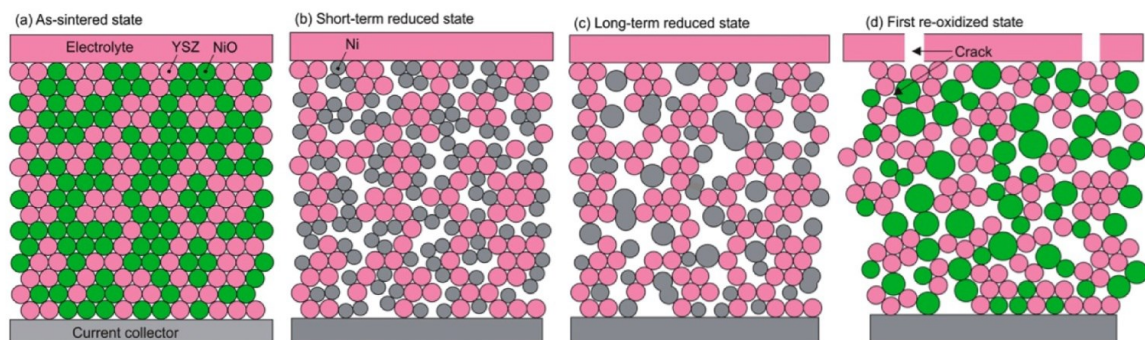 (a) As-sintered state
(b) Short-term reduced state
(c) Long-term reduced state
(d) First re-oxidized state
Electrolyte
YSZ
NiO
Ni
Crack
Current collector